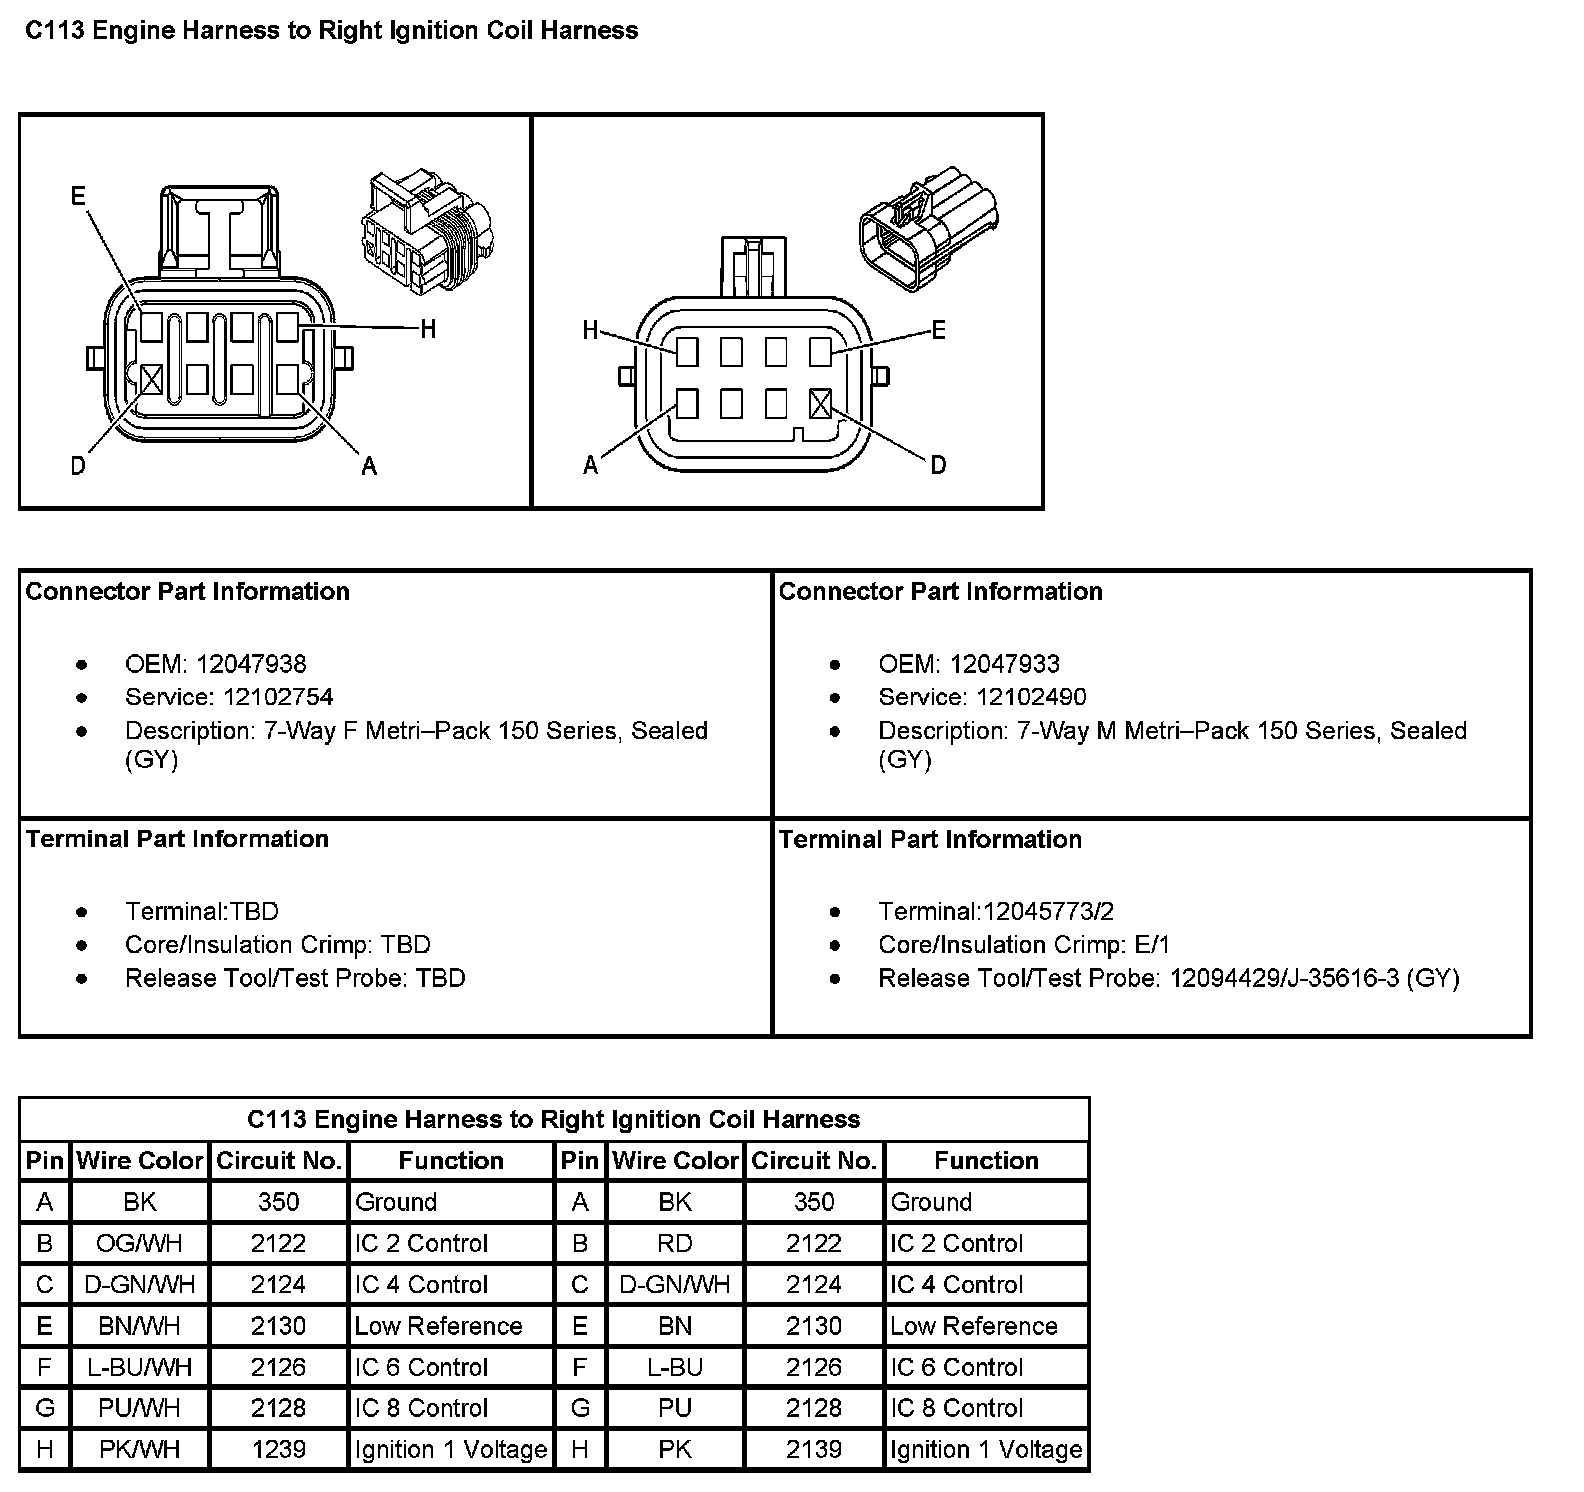 C113 Engine Harness to Right Ignition Coil Harness
E
H
D
A
H
E
A
D
Connector Part Information
● OEM: 12047938
● Service: 12102754
● Description: 7-Way F Metri–Pack 150 Series, Sealed
(GY)
Connector Part Information
● OEM: 12047933
● Service: 12102490
● Description: 7-Way M Metri–Pack 150 Series, Sealed
(GY)
Terminal Part Information
● Terminal:TBD
● Core/Insulation Crimp: TBD
● Release Tool/Test Probe: TBD
Terminal Part Information
● Terminal:12045773/2
● Core/Insulation Crimp: E/1
● Release Tool/Test Probe: 12094429/J-35616-3 (GY)
C113 Engine Harness to Right Ignition Coil Harness
Pin Wire Color Circuit No. Function Pin Wire Color Circuit No. Function
A BK 350 Ground A BK 350 Ground
B OG/WH 2122 IC 2 Control B RD 2122 IC 2 Control
C D-GN/WH 2124 IC 4 Control C D-GN/WH 2124 IC 4 Control
E BN/WH 2130 Low Reference E BN 2130 Low Reference
F L-BU/WH 2126 IC 6 Control F L-BU 2126 IC 6 Control
G PU/WH 2128 IC 8 Control G PU 2128 IC 8 Control
H PK/WH 1239 Ignition 1 Voltage H PK 2139 Ignition 1 Voltage